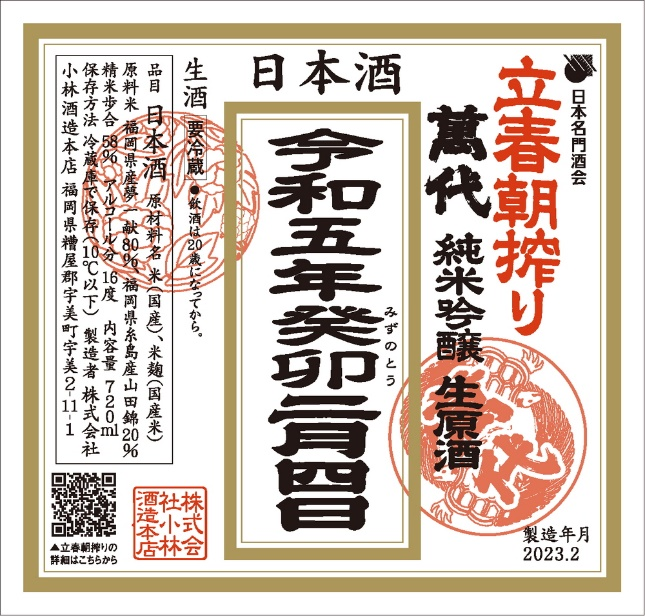 日本名門酒会
立春朝搾り
萬代 純米吟醸 生原酒
萬代
製造年月
2023.2
日本酒
令和五年癸卯二月四日
みずのとう
生酒 要冷蔵 ●飲酒は20歳になってから。
品目 日本酒 原材料名 米(国産)、米麹(国産米)
原料米 福岡県産夢一献80%、福岡県糸島産山田錦20%
精米歩合 58% アルコール分 16度 内容量 720ml
保存方法 冷蔵庫で保存(10℃以下) 製造者 株式会社
小林酒造本店 福岡県糟屋郡宇美町宇美2-11-1
▲立春朝搾りの
詳細はこちらから
株式会
社小林
酒造本店